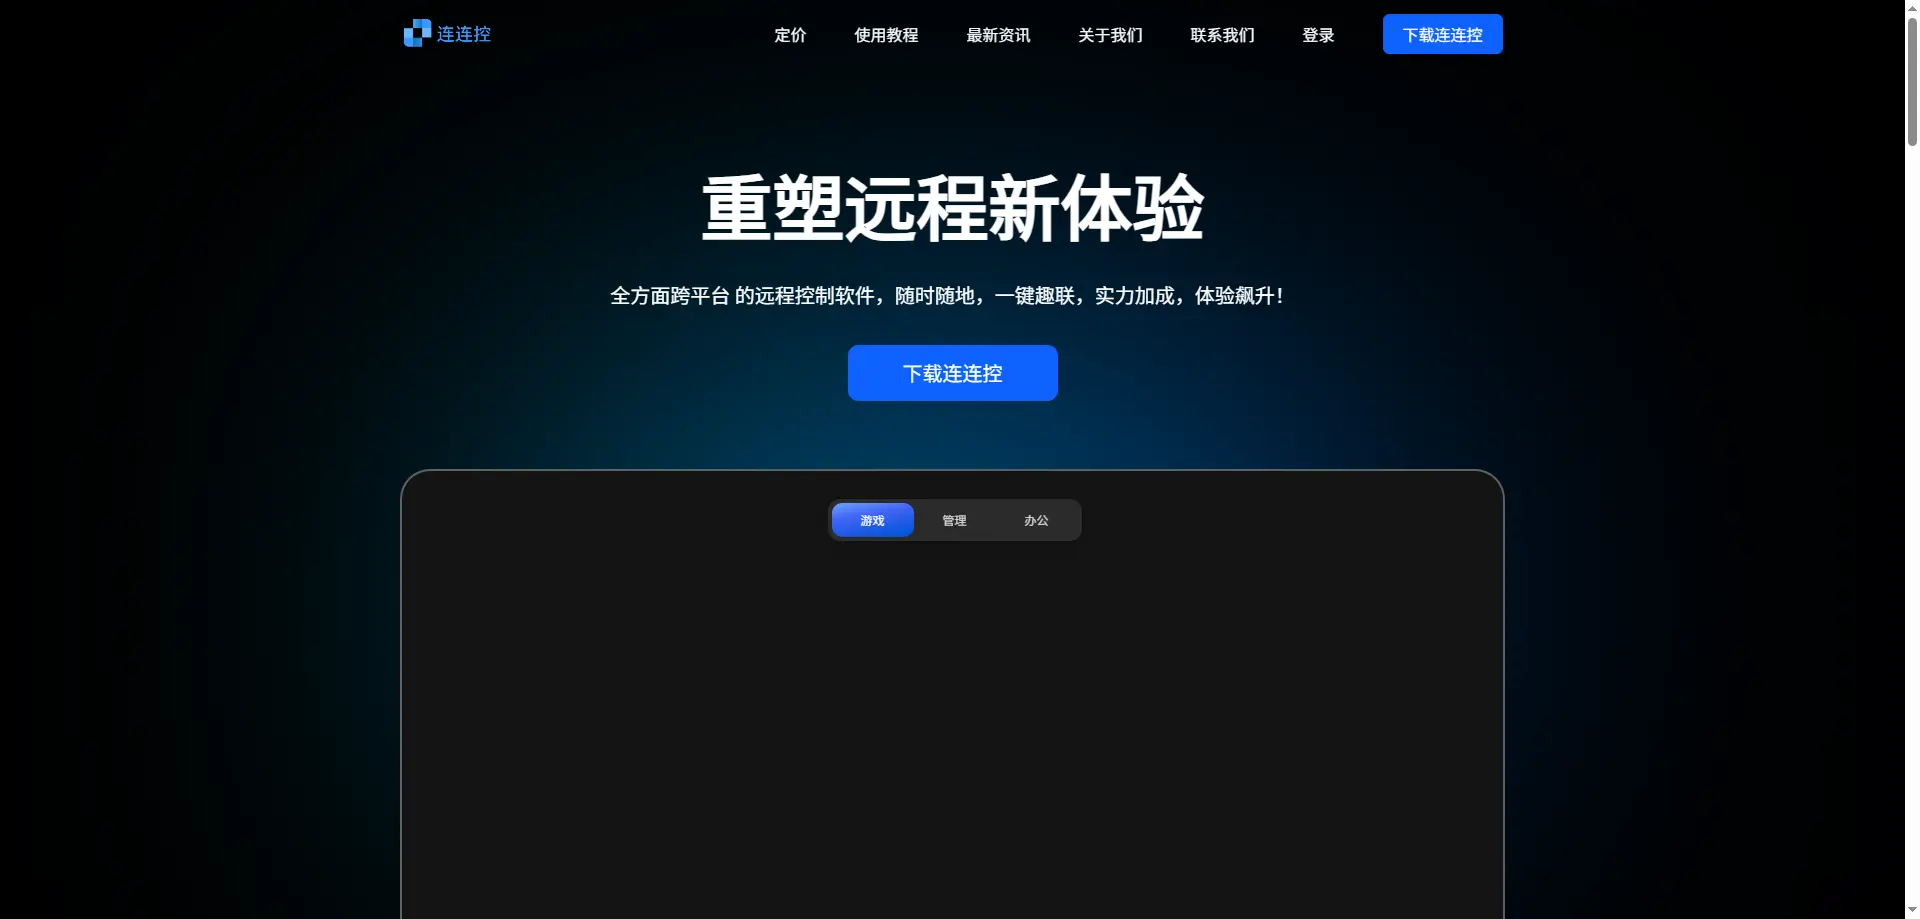 连连控
定价 使用教程 最新资讯 关于我们 联系我们 登录 下载连连控
重塑远程新体验
全方面跨平台 的远程控制软件，随时随地，一键趣联，实力加成，体验飙升！
下载连连控
游戏 管理 办公